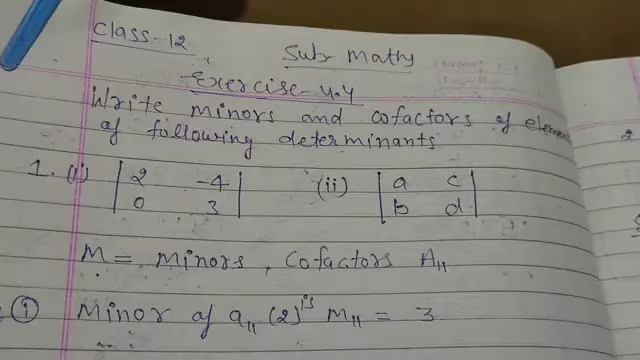 Class-12
Sub Maths
Exercise-4.4
Write minors and cofactors of
of following determinants
1. (i) | 2 -4 | (ii) | a c |
| 0 3 | | b d |
M = minors, cofactors A₁₁
(i) Minor of a₁₁ (2) is M₁₁ = 3
2